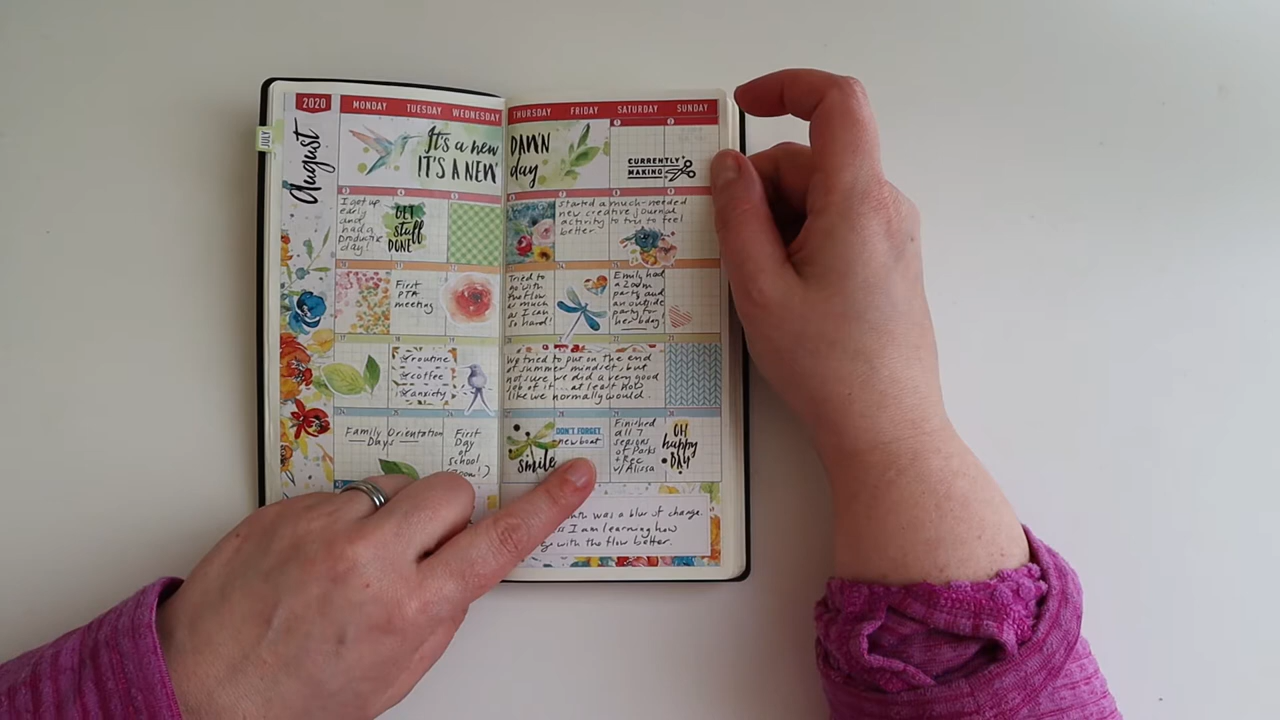 2020
MONDAY TUESDAY WEDNESDAY
THURSDAY FRIDAY SATURDAY SUNDAY
JULY
August
It's a new
IT'S A NEW
DAWN
day
CURRENTLY
MAKING
I got up
early
and
had a
productive
day!
GET
stuff
DONE
started a much-needed
new creative journal
activity to try to feel
better.
First
PTA
meeting
Tried to
go with
the flow
as much
as I can
so hard!
Emily had
a Zoom
party and
an outside
party for
her bday!
routine
coffee
anxiety
We tried to put on the end
of summer mindset, but
not sure we did a very good
job of it... at least not
like we normally would.
Family Orientation
Days
First
Day
of
school
(Zoom!)
smile
DON'T FORGET
new boat
Finished
all 7
seasons
of Parks
+ Rec
w/ Alissa
OH
happy
DAY
was a blur of change.
I am learning how
with the flow better.